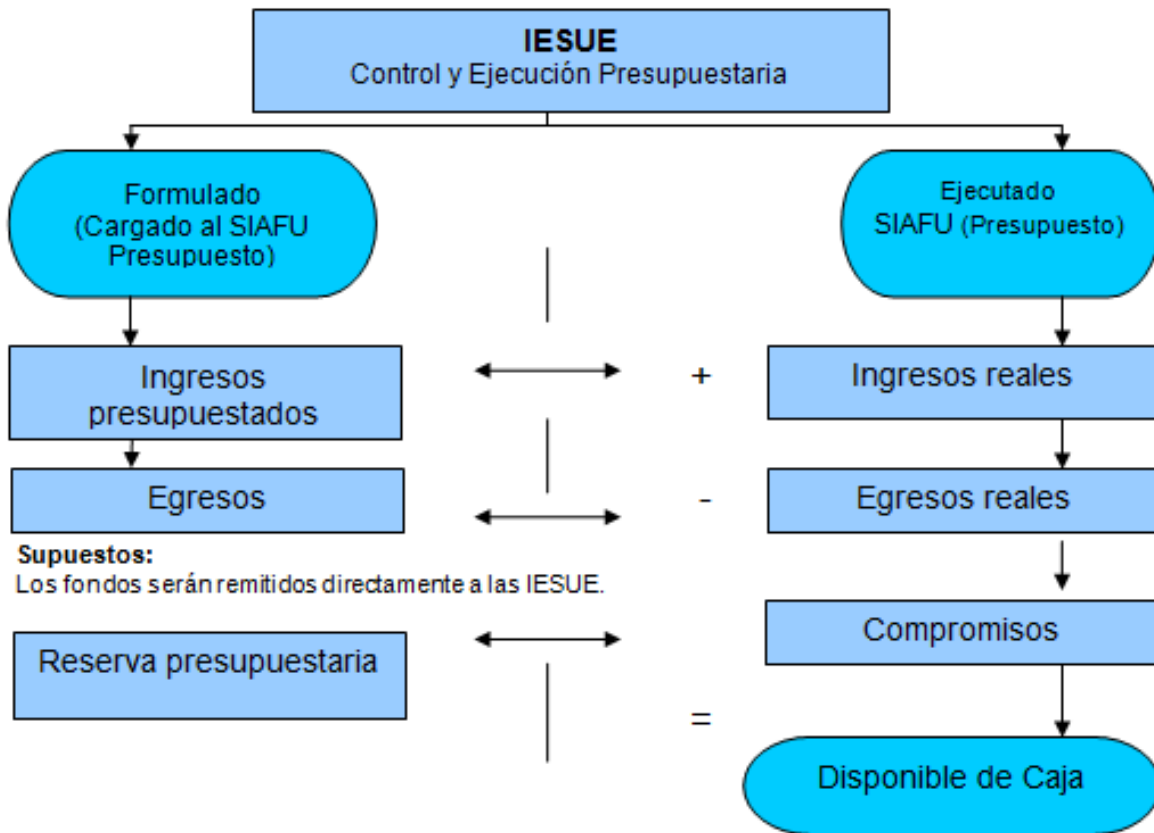 IESUE
Control y Ejecución Presupuestaria
Formulado
(Cargado al SIAFU
Presupuesto)
Ejecutado
SIAFU (Presupuesto)
Ingresos
presupuestados
+
Ingresos reales
Egresos
-
Egresos reales
Supuestos:
Los fondos serán remitidos directamente a las IESUE.
Reserva presupuestaria
Compromisos
=
Disponible de Caja